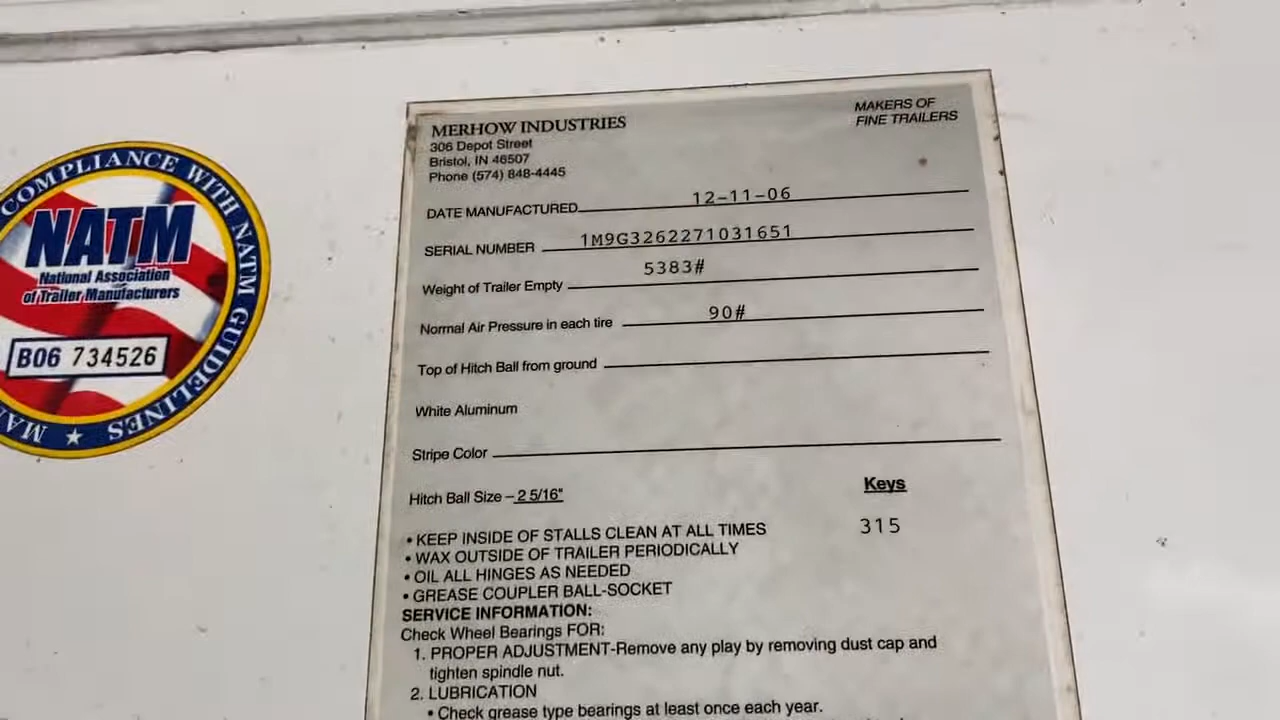 MERHOW INDUSTRIES
306 Depot Street
Bristol, IN 46507
Phone (574) 848-4445
MAKERS OF
FINE TRAILERS
DATE MANUFACTURED 12-11-06
SERIAL NUMBER 1M9G3262271031651
Weight of Trailer Empty 5383#
Normal Air Pressure in each tire 90#
Top of Hitch Ball from ground
White Aluminum
Stripe Color
Hitch Ball Size – 2 5/16"
Keys
315
• KEEP INSIDE OF STALLS CLEAN AT ALL TIMES
• WAX OUTSIDE OF TRAILER PERIODICALLY
• OIL ALL HINGES AS NEEDED
• GREASE COUPLER BALL-SOCKET
SERVICE INFORMATION:
Check Wheel Bearings FOR:
1. PROPER ADJUSTMENT-Remove any play by removing dust cap and
tighten spindle nut.
2. LUBRICATION
• Check grease type bearings at least once each year.
COMPLIANCE WITH NATM GUIDELINES
NATM
National Association
of Trailer Manufacturers
B06 734526